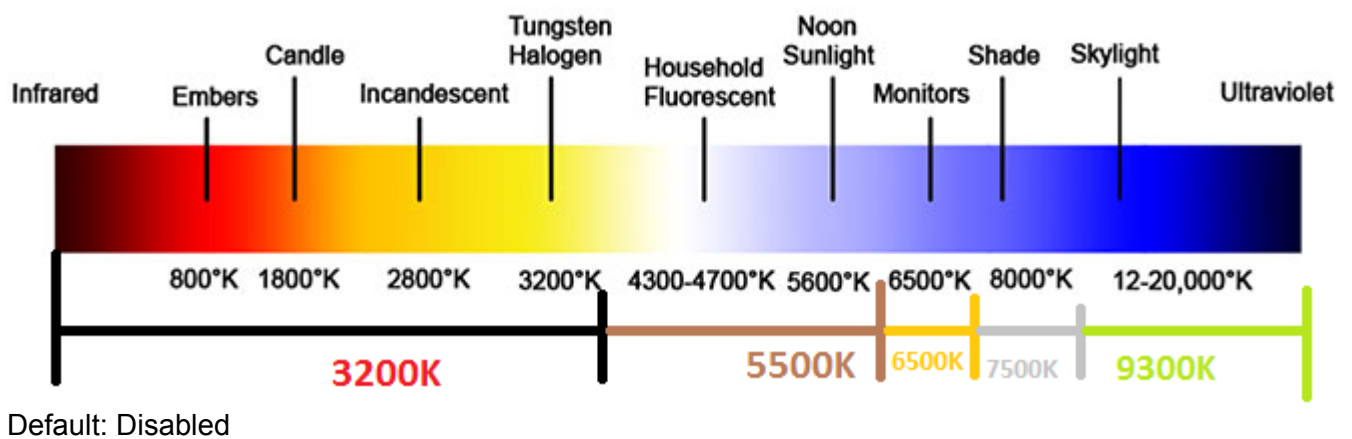 Infrared
Embers
Candle
Incandescent
Tungsten
Halogen
Household
Fluorescent
Noon
Sunlight
Monitors
Shade
Skylight
Ultraviolet
800°K 1800°K 2800°K 3200°K 4300-4700°K 5600°K 6500°K 8000°K 12-20,000°K
3200K 5500K 6500K 7500K 9300K
Default: Disabled